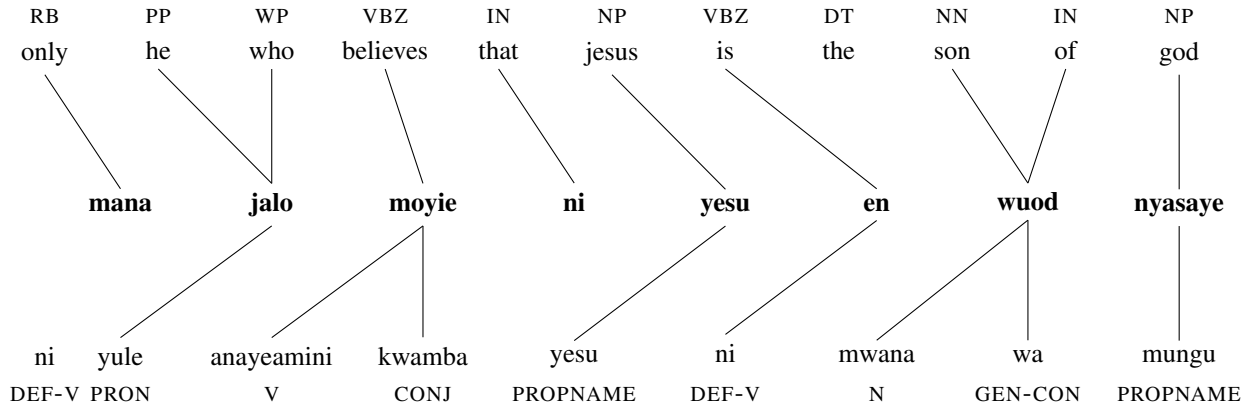 RB PP WP VBZ IN NP VBZ DT NN IN NP
only he who believes that jesus is the son of god
mana jalo moyie ni yesu en wuod nyasaye
ni yule anayeamini kwamba yesu ni mwana wa mungu
DEF-V PRON V CONJ PROPNAME DEF-V N GEN-CON PROPNAME